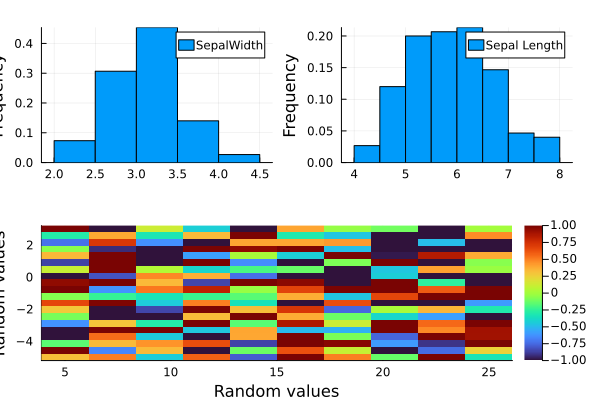 Frequency
0.4
0.3
0.2
0.1
0.0
SepalWidth
2.0 2.5 3.0 3.5 4.0 4.5
Frequency
0.20
0.15
0.10
0.05
0.00
Sepal Length
4 5 6 7 8
Random values
2
0
−2
−4
5 10 15 20 25
Random values
1.00
0.75
0.50
0.25
0
−0.25
−0.50
−0.75
−1.00